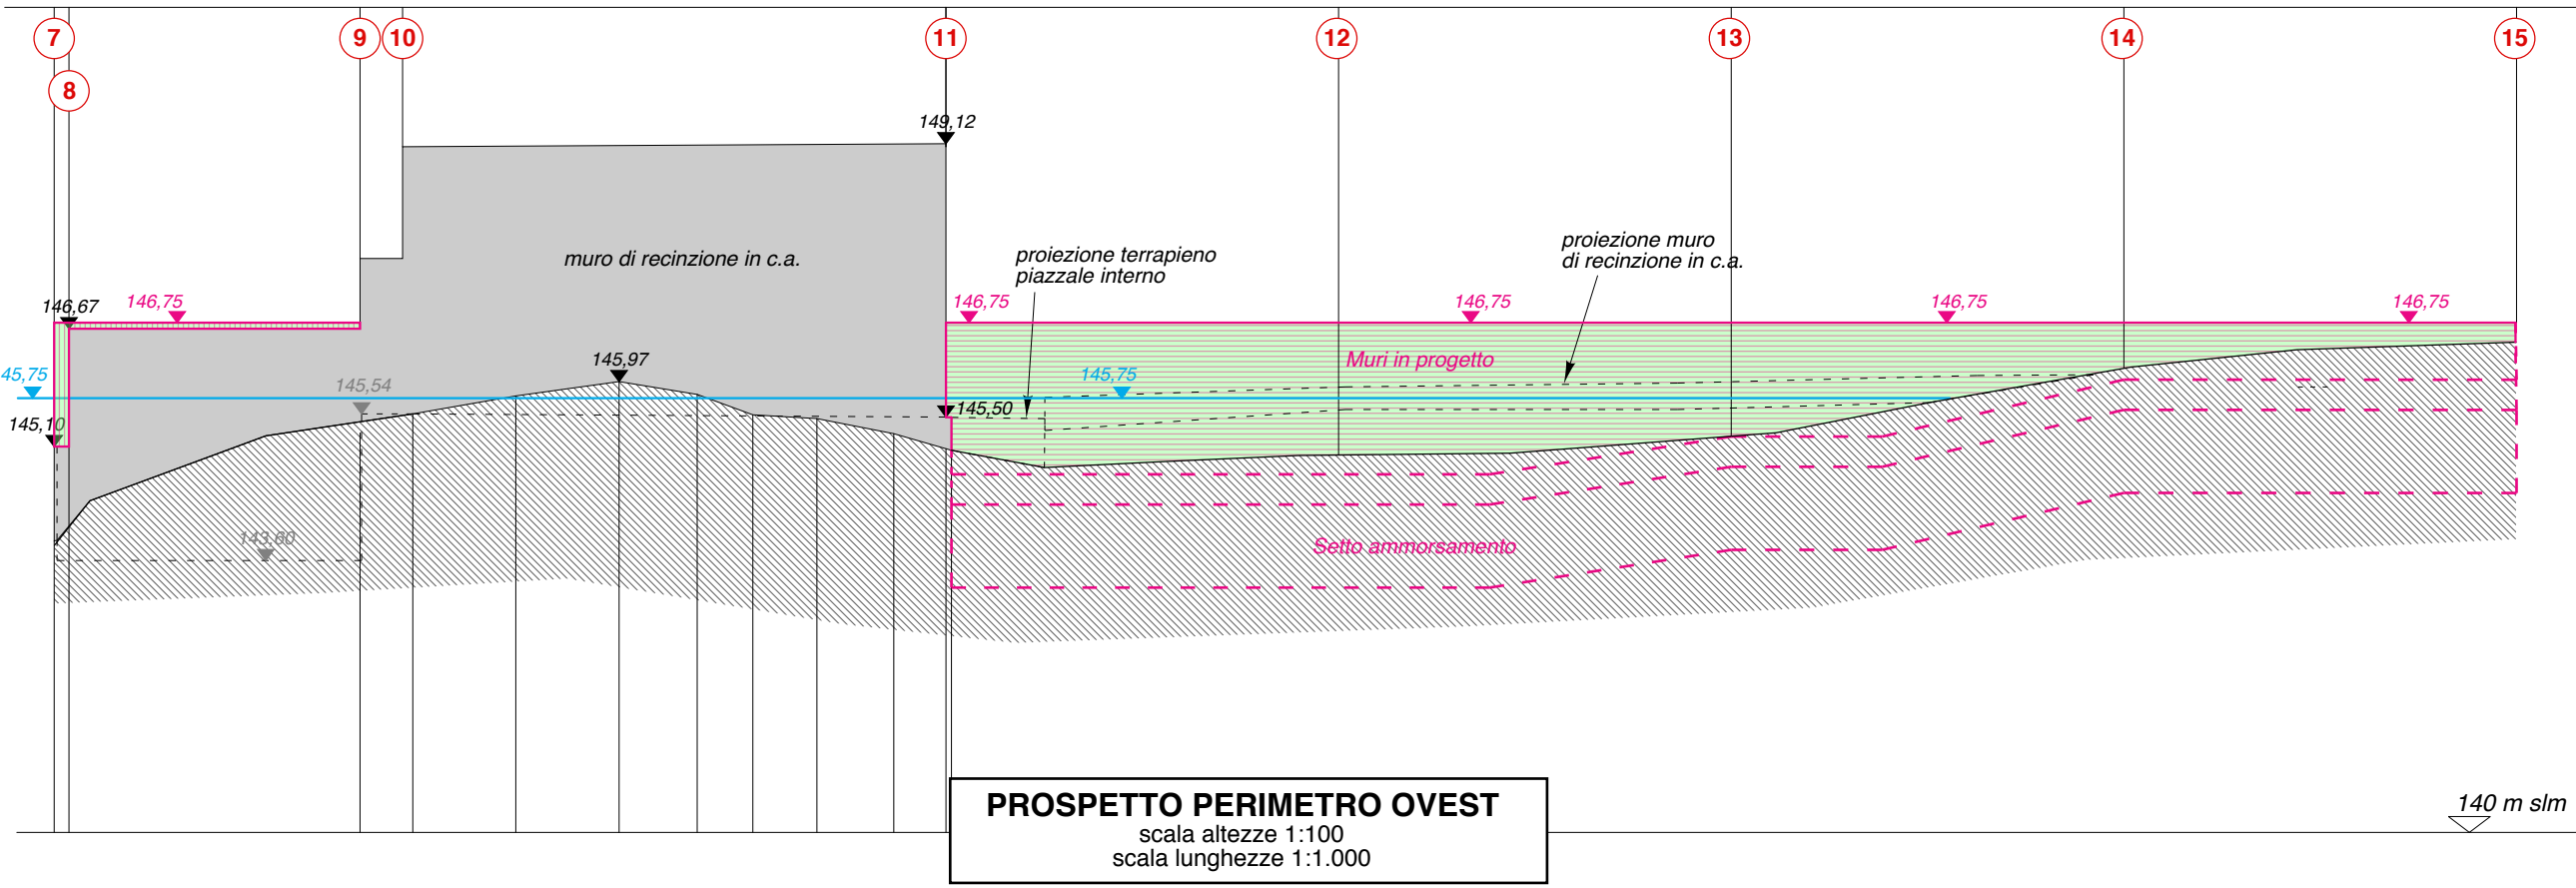 7
9
10
11
12
13
14
15
8
149,12
proiezione muro
di recinzione in c.a.
proiezione terrapieno
piazzale interno
muro di recinzione in c.a.
146,67
146,75
146,75
146,75
146,75
146,75
145,97
Muri in progetto
45,75
145,54
145,75
145,50
145,10
143,60
Setto ammorsamento
PROSPETTO PERIMETRO OVEST
scala altezze 1:100
scala lunghezze 1:1.000
140 m slm